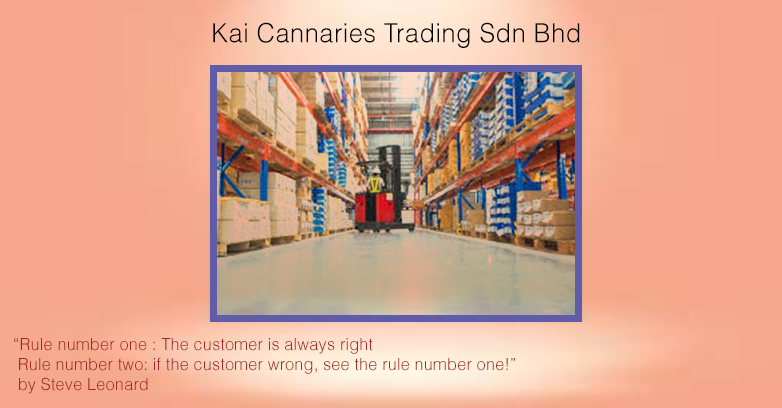 Kai Cannaries Trading Sdn Bhd
“Rule number one : The customer is always right
Rule number two: if the customer wrong, see the rule number one!”
by Steve Leonard